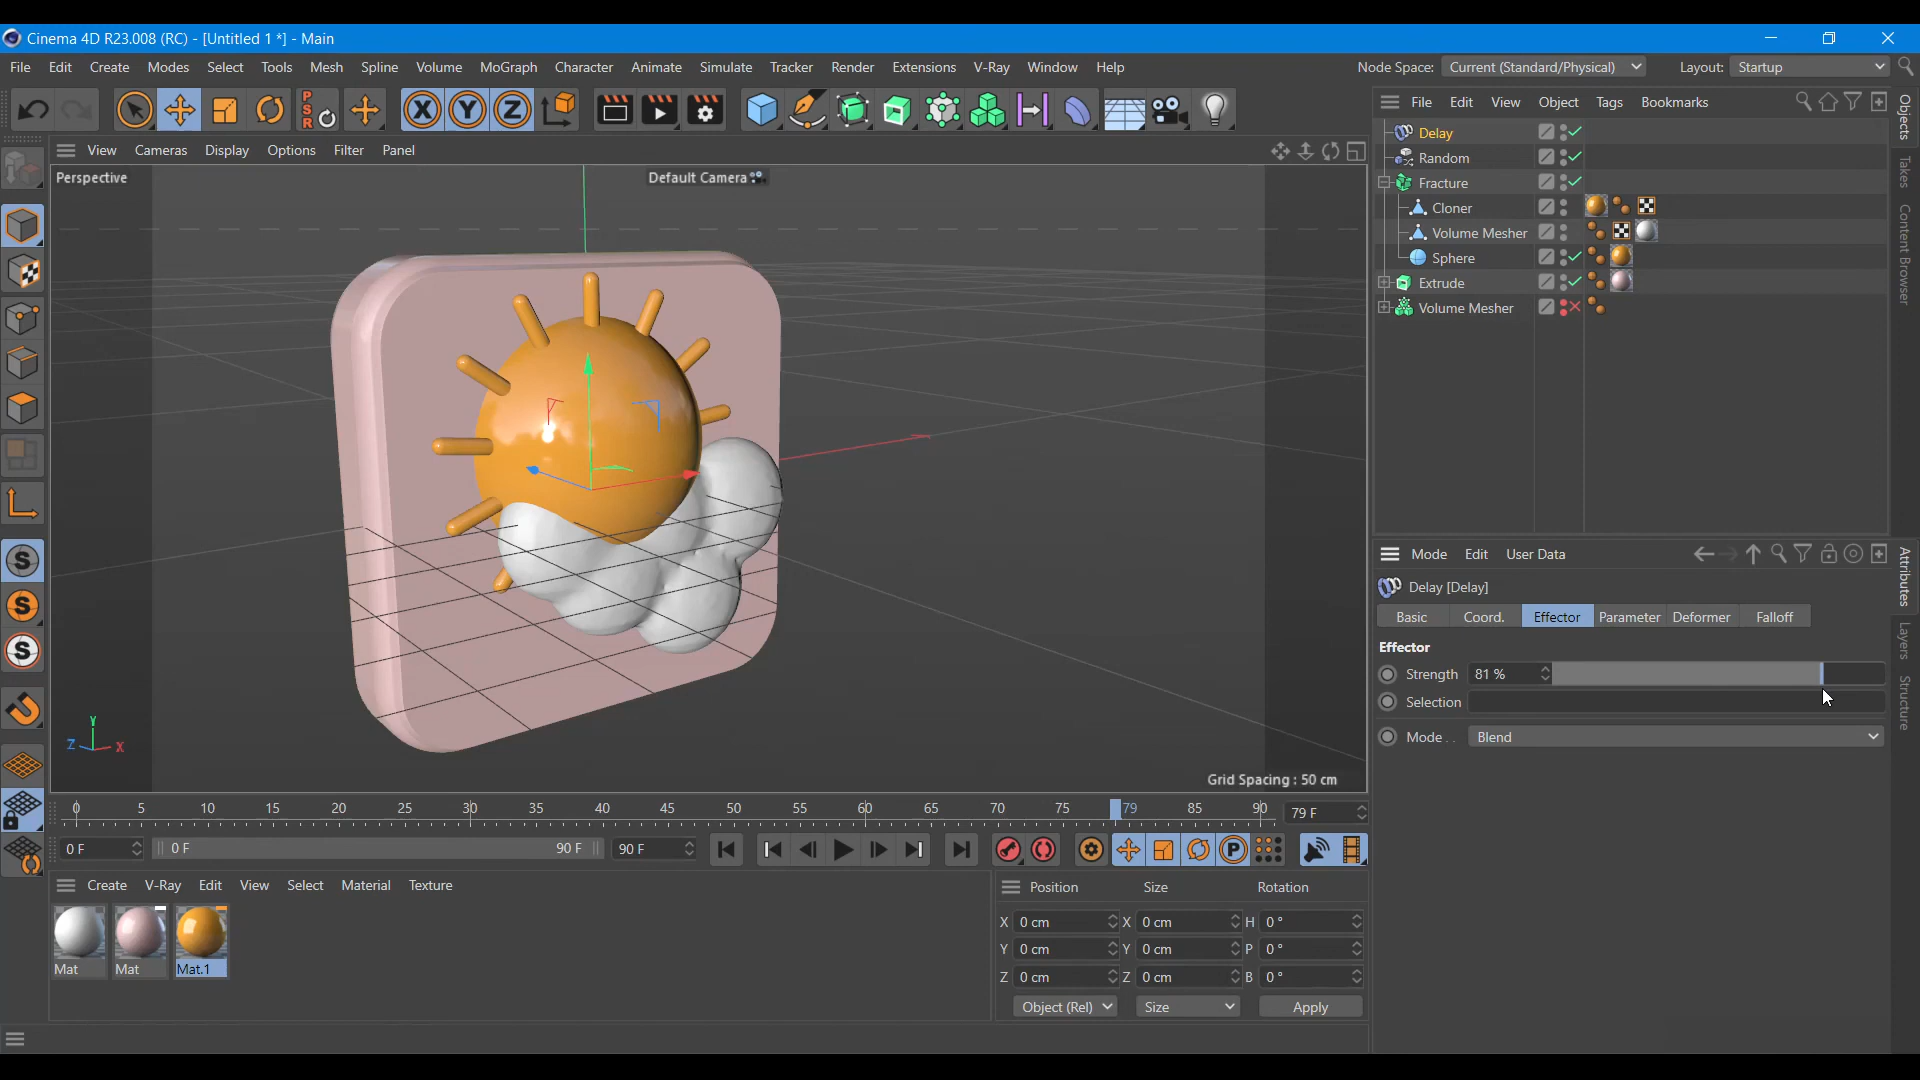 Cinema 4D R23.008 (RC) - [Untitled 1 *] - Main
File Edit Create Modes Select Tools Mesh Spline Volume MoGraph Character Animate Simulate Tracker Render Extensions V-Ray Window Help
Node Space: Current (Standard/Physical) Layout: Startup
P S R
X Y Z
File Edit View Object Tags Bookmarks
View Cameras Display Options Filter Panel
Perspective
Default Camera
Delay
Random
Fracture
Cloner
Volume Mesher
Sphere
Extrude
Volume Mesher
Objects
Takes
Content Browser
Mode Edit User Data
Delay [Delay]
Basic Coord. Effector Parameter Deformer Falloff
Effector
Strength 81 %
Selection
Mode . . Blend
Attributes
Layers
Structure
S
S
S
Y
Z X
Grid Spacing : 50 cm
0 5 10 15 20 25 30 35 40 45 50 55 60 65 70 75 79 85 90 79 F
0 F 0 F 90 F 90 F
P
Create V-Ray Edit View Select Material Texture
Mat Mat Mat.1
Position Size Rotation
X 0 cm X 0 cm H 0 °
Y 0 cm Y 0 cm P 0 °
Z 0 cm Z 0 cm B 0 °
Object (Rel) Size Apply